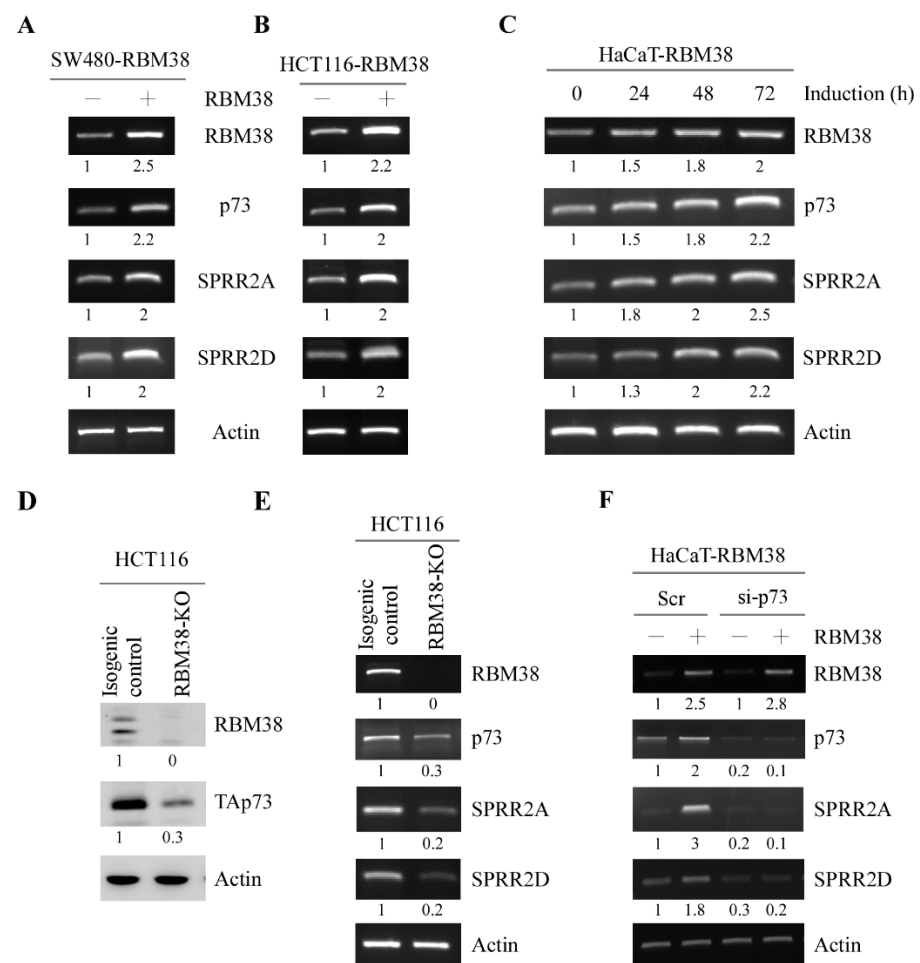 A
SW480-RBM38
— + RBM38
RBM38
1 2.5
p73
1 2.2
SPRR2A
1 2
SPRR2D
1 2
Actin
B
HCT116-RBM38
— +
1 2.2
1 2
1 2
1 2
C
HaCaT-RBM38
0 24 48 72 Induction (h)
RBM38
1 1.5 1.8 2
p73
1 1.5 1.8 2.2
SPRR2A
1 1.8 2 2.5
SPRR2D
1 1.3 2 2.2
Actin
D
HCT116
Isogenic
control
RBM38-KO
RBM38
1 0
TAp73
1 0.3
Actin
E
HCT116
Isogenic
control
RBM38-KO
RBM38
1 0
p73
1 0.3
SPRR2A
1 0.2
SPRR2D
1 0.2
Actin
F
HaCaT-RBM38
Scr si-p73
— + — + RBM38
RBM38
1 2.5 1 2.8
p73
1 2 0.2 0.1
SPRR2A
1 3 0.2 0.1
SPRR2D
1 1.8 0.3 0.2
Actin